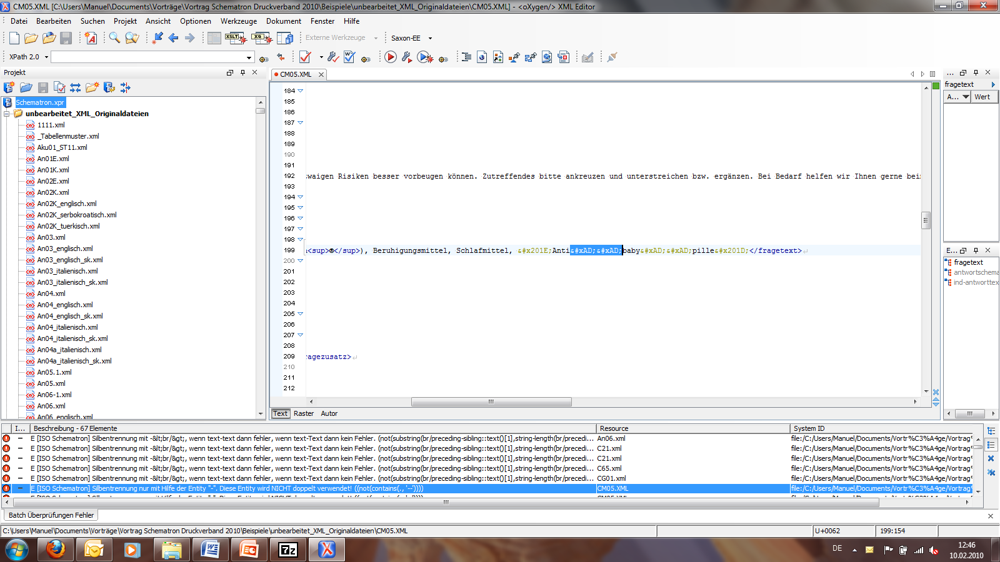 CM05.XML [C:\Users\Manuel\Documents\Vorträge\Vortrag Schematron Druckverband 2010\Beispiele\unbearbeitet_XML_Originaldateien\CM05.XML] - <oXygen/> XML Editor
Datei Bearbeiten Suchen Projekt Ansicht Optionen Werkzeuge Dokument Fenster Hilfe
Externe Werkzeuge Saxon-EE
XPath 2.0
Projekt
CM05.XML
Schematron.xpr
unbearbeitet_XML_Originaldateien
1111.xml
_Tabellenmuster.xml
Aku01_ST11.xml
An01E.xml
An01K.xml
An02E.xml
An02K.xml
An02K_englisch.xml
An02K_serbokroatisch.xml
An02K_tuerkisch.xml
An03.xml
An03_englisch.xml
An03_englisch_sk.xml
An03_italienisch.xml
An03_italienisch_sk.xml
An04.xml
An04_englisch.xml
An04_englisch_sk.xml
An04_italienisch.xml
An04_italienisch_sk.xml
An04a_italienisch.xml
An04a_italienisch_sk.xml
An05.1.xml
An05.xml
An06-1.xml
An06.xml
An06_englisch.xml
184
185
186
187
188
189
190
191
192 waigen Risiken besser vorbeugen können. Zutreffendes bitte ankreuzen und unterstreichen bzw. ergänzen. Bei Bedarf helfen wir Ihnen gerne bei
193
194
195
196
197
198
199 <sup>®</sup>), Beruhigungsmittel, Schlafmittel, &#x201E;Anti&#xAD;&#xAD;baby&#xAD;&#xAD;pille&#x201D;</fragetext>
200
201
202
203
204
205
206
207
208
209 ragezusatz>
210
211
212
Text Raster Autor
...
fragetext
A... Wert
E...
fragetext
antwortschema
ind-antworttex
I... Beschreibung - 67 Elemente Resource System ID
E [ISO Schematron] Silbentrennung mit -&lt;br/&gt;, wenn text-text dann fehler, wenn text-Text dann kein Fehler. (not(substring(br/preceding-sibling::text()[1],string-length(br/precedi... An06.xml file:/C:/Users/Manuel/Documents/Vortr%C3%A4ge/Vortrag%
E [ISO Schematron] Silbentrennung mit -&lt;br/&gt;, wenn text-text dann fehler, wenn text-Text dann kein Fehler. (not(substring(br/preceding-sibling::text()[1],string-length(br/precedi... C21.xml file:/C:/Users/Manuel/Documents/Vortr%C3%A4ge/Vortrag%
E [ISO Schematron] Silbentrennung mit -&lt;br/&gt;, wenn text-text dann fehler, wenn text-Text dann kein Fehler. (not(substring(br/preceding-sibling::text()[1],string-length(br/precedi... C21.xml file:/C:/Users/Manuel/Documents/Vortr%C3%A4ge/Vortrag%
E [ISO Schematron] Silbentrennung mit -&lt;br/&gt;, wenn text-text dann fehler, wenn text-Text dann kein Fehler. (not(substring(br/preceding-sibling::text()[1],string-length(br/precedi... C65.xml file:/C:/Users/Manuel/Documents/Vortr%C3%A4ge/Vortrag%
E [ISO Schematron] Silbentrennung mit -&lt;br/&gt;, wenn text-text dann fehler, wenn text-Text dann kein Fehler. (not(substring(br/preceding-sibling::text()[1],string-length(br/precedi... CG01.xml file:/C:/Users/Manuel/Documents/Vortr%C3%A4ge/Vortrag%
E [ISO Schematron] Silbentrennung nur mit Hilfe der Entity "-". Diese Entity wird NICHT doppelt verwendet! ((not(contains(., '--')))) CM05.XML file:/C:/Users/Manuel/Documents/Vortr%C3%A4ge/Vortrag%
Batch Überprüfungen Fehler
C:\Users\Manuel\Documents\Vorträge\Vortrag Schematron Druckverband 2010\Beispiele\unbearbeitet_XML_Originaldateien\CM05.XML U+0062 199:154
DE 12:46
10.02.2010